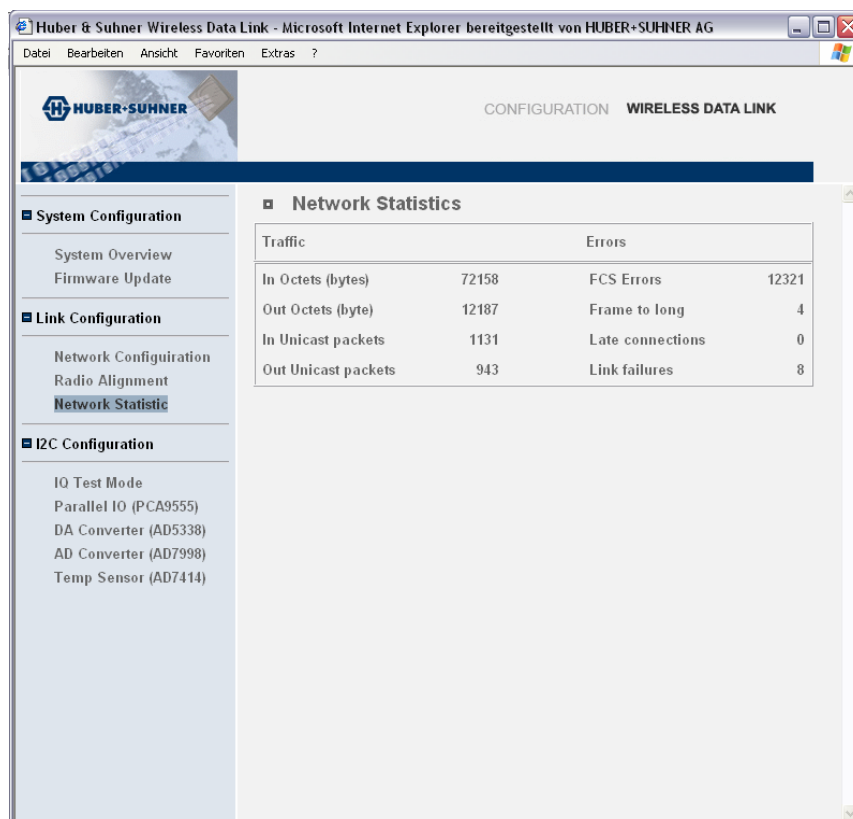 Huber & Suhner Wireless Data Link - Microsoft Internet Explorer bereitgestellt von HUBER+SUHNER AG
Datei Bearbeiten Ansicht Favoriten Extras ?
HUBER+SUHNER
CONFIGURATION WIRELESS DATA LINK
System Configuration
System Overview
Firmware Update
Link Configuration
Network Configuiration
Radio Alignment
Network Statistic
I2C Configuration
IQ Test Mode
Parallel IO (PCA9555)
DA Converter (AD5338)
AD Converter (AD7998)
Temp Sensor (AD7414)
Network Statistics
Traffic Errors
In Octets (bytes) 72158 FCS Errors 12321
Out Octets (byte) 12187 Frame to long 4
In Unicast packets 1131 Late connections 0
Out Unicast packets 943 Link failures 8